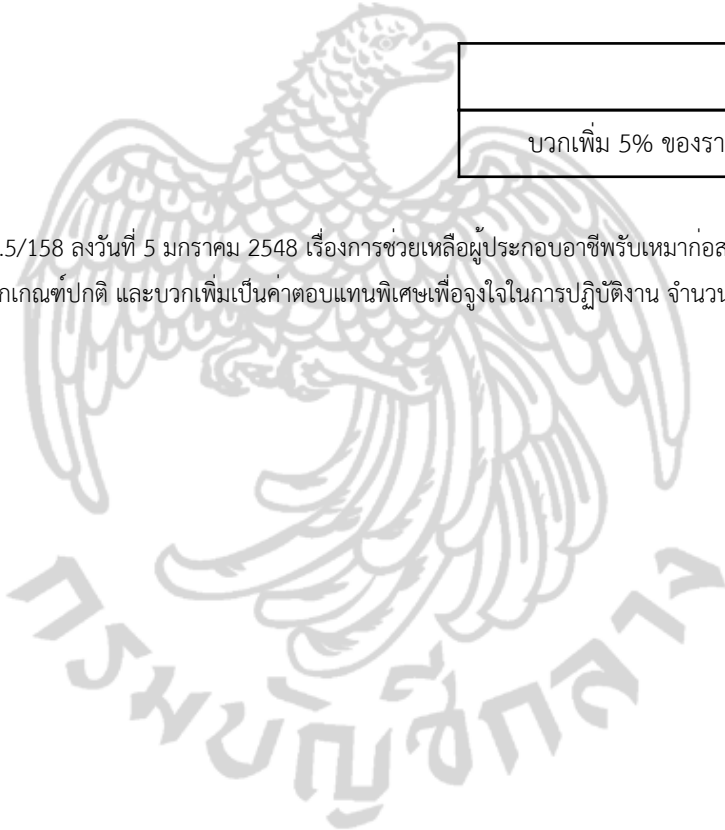 บวกเพิ่ม 5% ของรา
.5/158 ลงวันที่ 5 มกราคม 2548 เรื่องการช่วยเหลือผู้ประกอบอาชีพรับเหมาก่อส
กเกณฑ์ปกติ และบวกเพิ่มเป็นค่าตอบแทนพิเศษเพื่อจูงใจในการปฏิบัติงาน จำนวน
กรมบัญชีกลาง